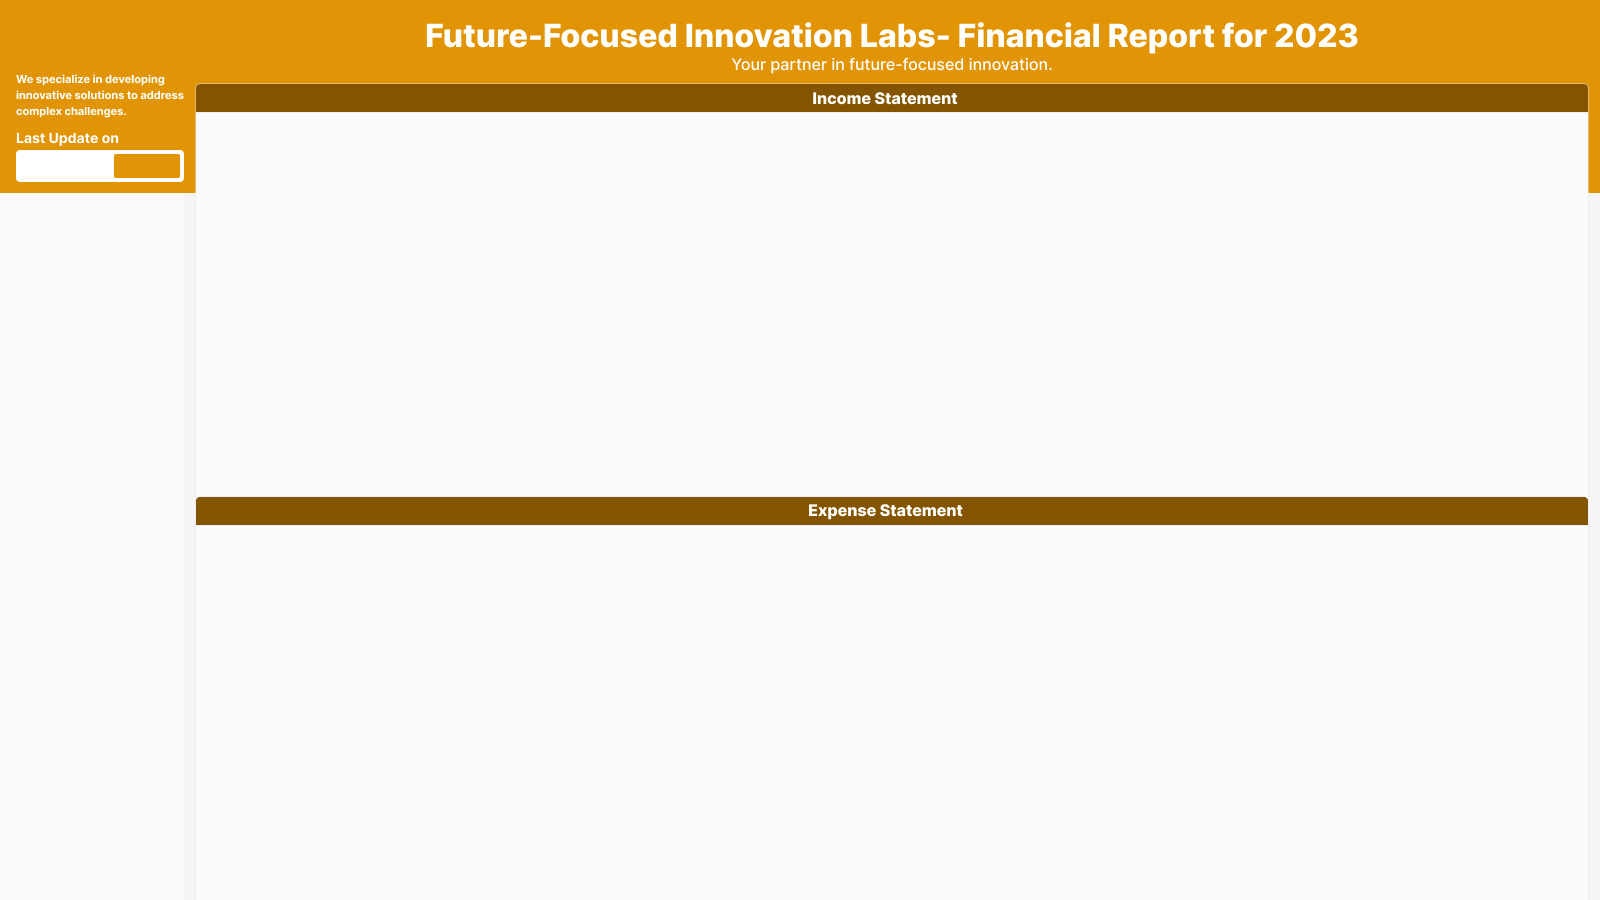 Future-Focused Innovation Labs- Financial Report for 2023
Your partner in future-focused innovation.
We specialize in developing
innovative solutions to address
complex challenges.
Last Update on
Income Statement
Expense Statement